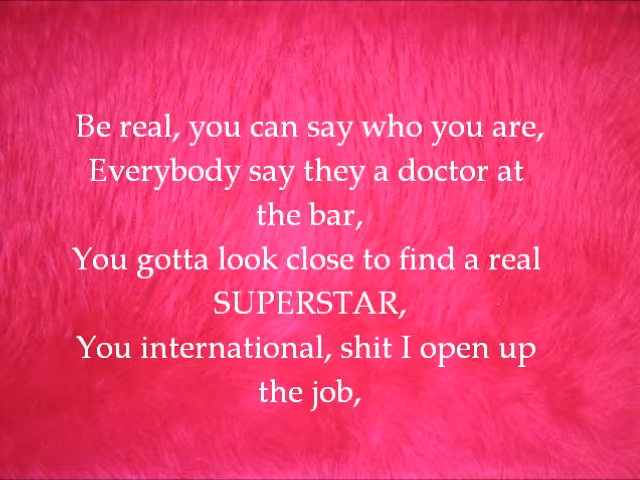 Be real, you can say who you are,
Everybody say they a doctor at
the bar,
You gotta look close to find a real
SUPERSTAR,
You international, shit I open up
the job,